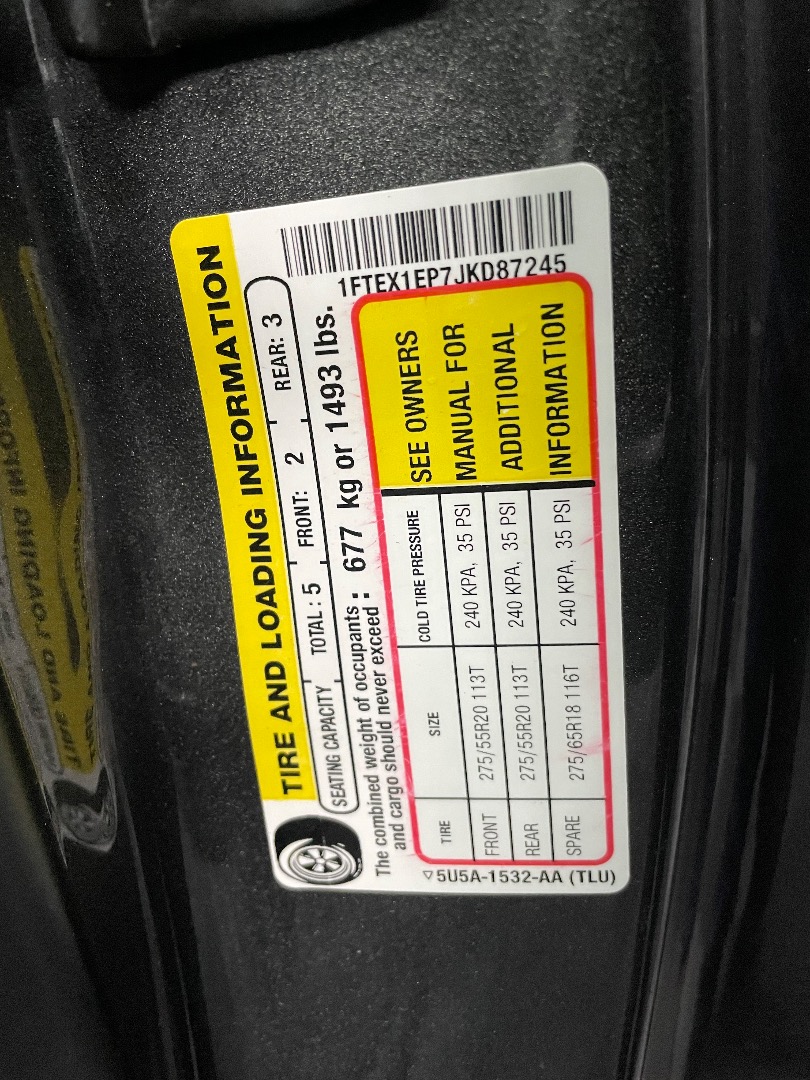 TIRE AND LOADING INFORMATION
SEATING CAPACITY TOTAL : 5 FRONT: 2 REAR: 3
The combined weight of occupants and cargo should never exceed : 677 kg or 1493 lbs.
1FTEX1EP7JKD87245
TIRE SIZE COLD TIRE PRESSURE
FRONT 275/55R20 113T 240 KPA, 35 PSI
REAR 275/55R20 113T 240 KPA, 35 PSI
SPARE 275/65R18 116T 240 KPA, 35 PSI
SEE OWNERS
MANUAL FOR
ADDITIONAL
INFORMATION
▽5U5A-1532-AA (TLU)